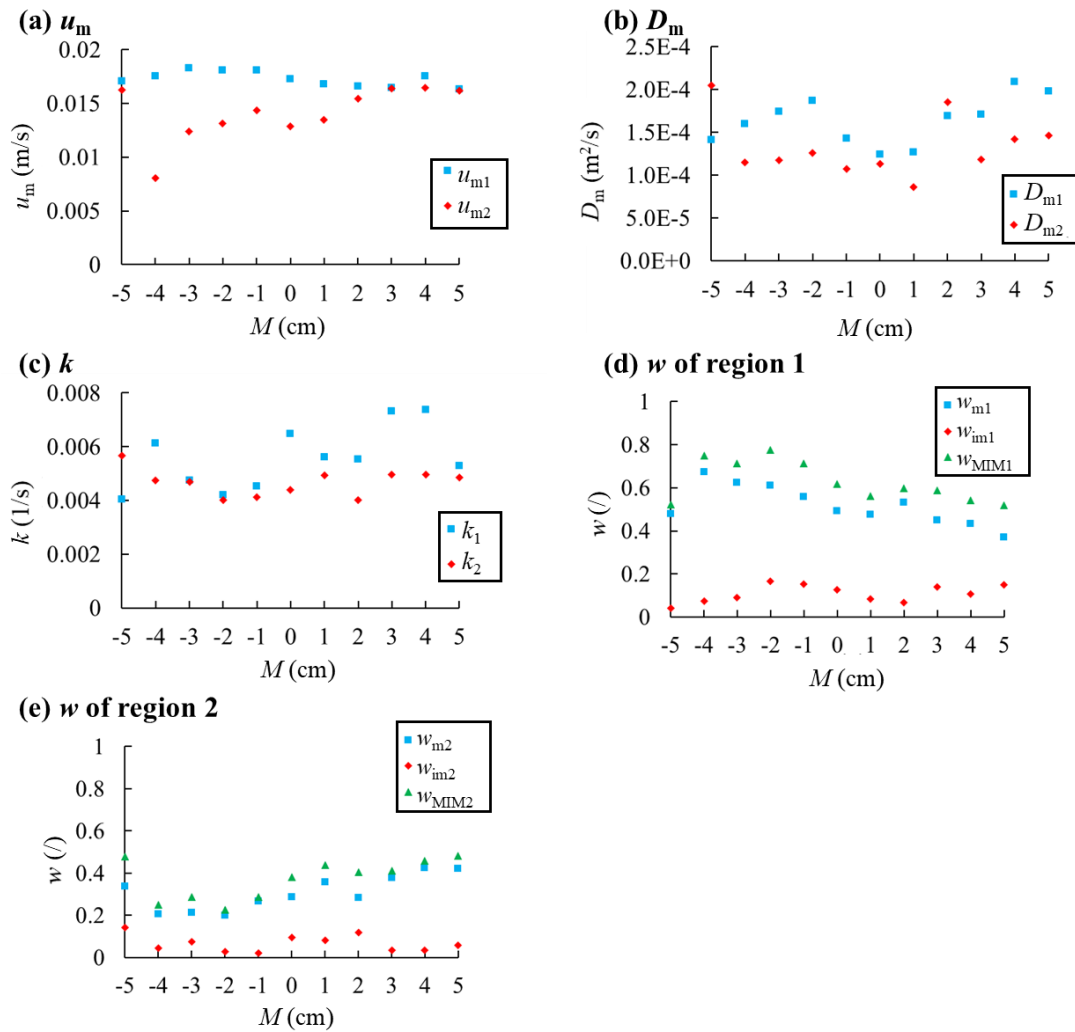 (a) um
0.02
0.015
0.01
0.005
0
um (m/s)
um1
um2
-5 -4 -3 -2 -1 0 1 2 3 4 5
M (cm)
(b) Dm
2.5E-4
2.0E-4
1.5E-4
1.0E-4
5.0E-5
0.0E+0
Dm (m²/s)
Dm1
Dm2
-5 -4 -3 -2 -1 0 1 2 3 4 5
M (cm)
(c) k
0.008
0.006
0.004
0.002
0
k (1/s)
k1
k2
-5 -4 -3 -2 -1 0 1 2 3 4 5
M (cm)
(d) w of region 1
1
0.8
0.6
0.4
0.2
0
w (/)
wm1
wim1
wMIM1
-5 -4 -3 -2 -1 0 1 2 3 4 5
M (cm)
(e) w of region 2
1
0.8
0.6
0.4
0.2
0
w (/)
wm2
wim2
wMIM2
-5 -4 -3 -2 -1 0 1 2 3 4 5
M (cm)